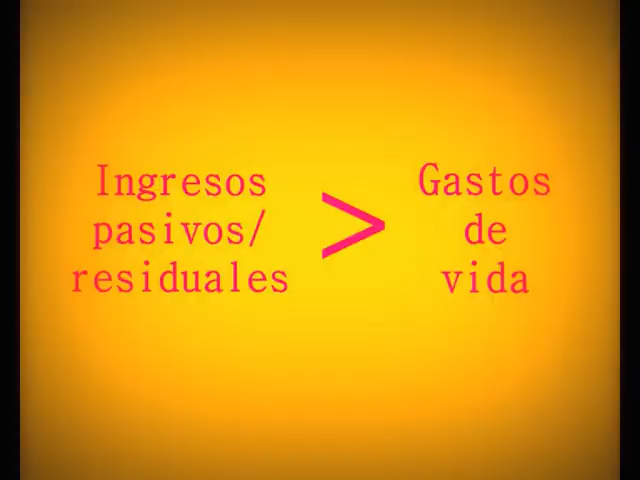 Ingresos
pasivos/
residuales
>
Gastos
de
vida